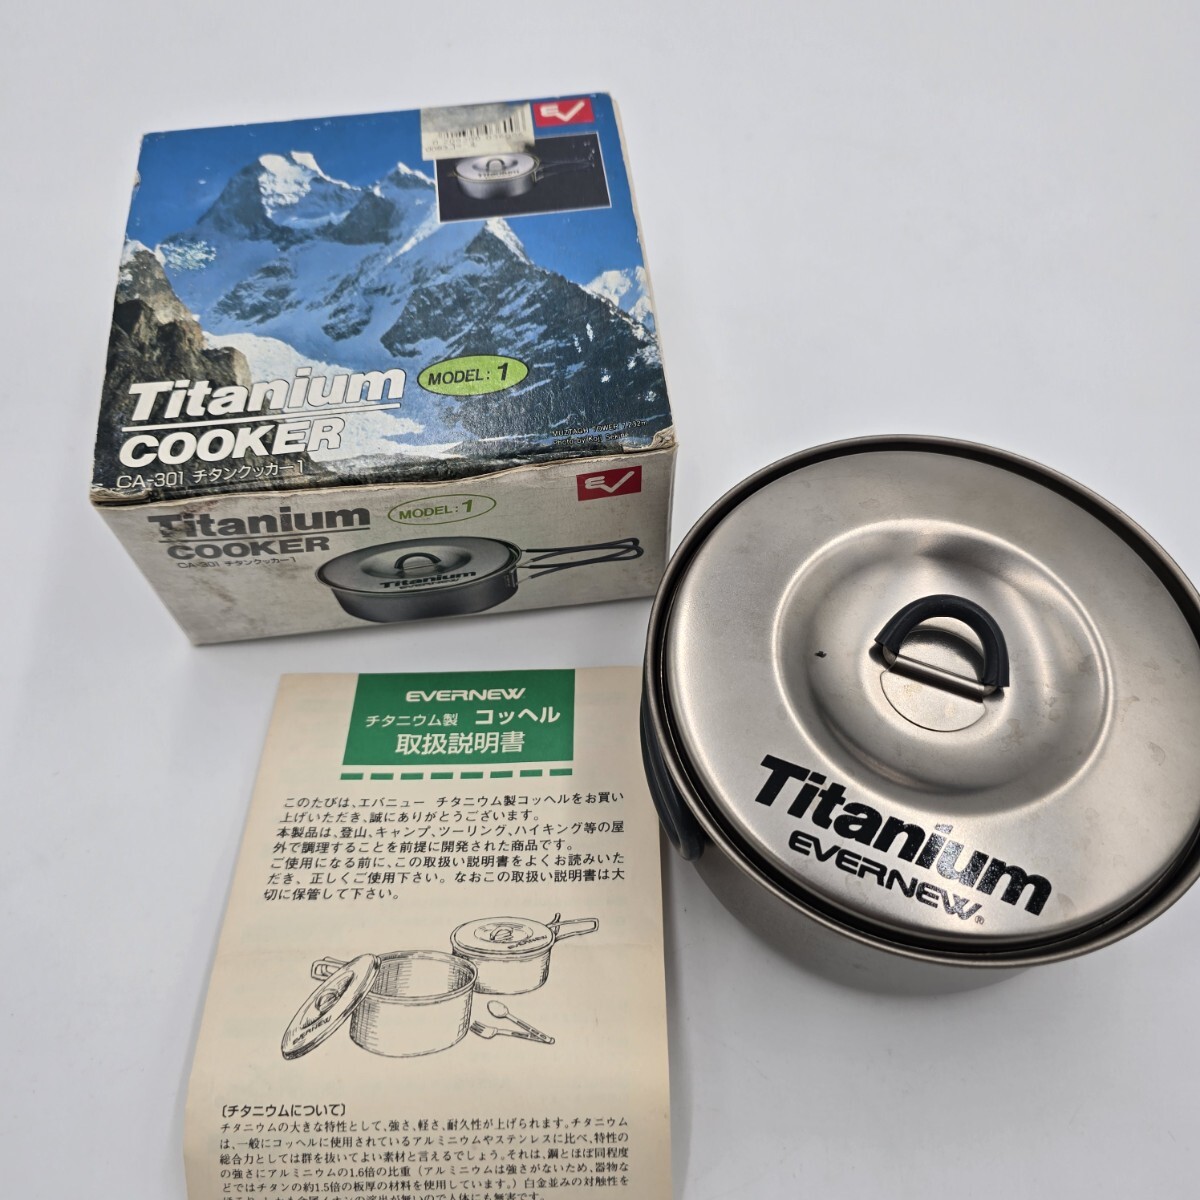 EV
Titanium
Titanium
COOKER
MODEL: 1
CA-301 チタンクッカー1
MUZTAGH TOWER 7,732m
Photo by Koji Sekine
EV
Titanium
COOKER
MODEL: 1
CA-301 チタンクッカー1
Titanium
EVERNEW
Titanium
EVERNEW®
EVERNEW
チタニウム製 コッヘル
取扱説明書
このたびは、エバニュー チタニウム製コッヘルをお買い
上げいただき、誠にありがとうございます。
本製品は、登山、キャンプ、ツーリング、ハイキング等の屋
外で調理することを前提に開発された商品です。
ご使用になる前に、この取扱い説明書をよくお読みいた
だき、正しくご使用下さい。なおこの取扱い説明書は大
切に保管して下さい。
EVERNEW
[チタニウムについて]
チタニウムの大きな特性として、強さ、軽さ、耐久性が上げられます。チタニウム
は、一般にコッヘルに使用されているアルミニウムやステンレスに比べ、特性の
総合力としては群を抜いてよい素材と言えるでしょう。それは、鋼とほぼ同程度
の強さにアルミニウムの1.6倍の比重(アルミニウムは強さがないため、器物な
どではチタンの約1.5倍の板厚の材料を使用しています。)白金並みの対触性を